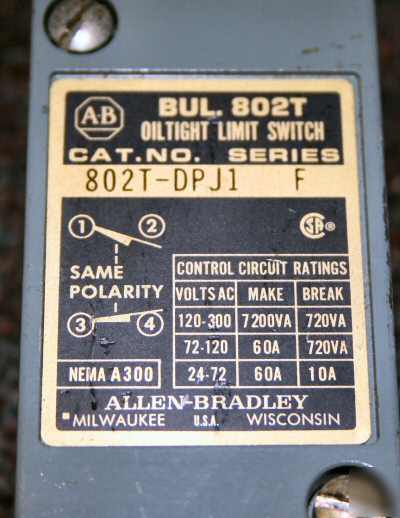 A-B BUL. 802T
OILTIGHT LIMIT SWITCH
CAT.NO. SERIES
802T-DPJ1 F
1 2
SA ®
SAME
POLARITY
3 4
NEMA A300
CONTROL CIRCUIT RATINGS
VOLTS AC MAKE BREAK
120-300 7200VA 720VA
72-120 60A 720VA
24-72 60A 10A
ALLEN-BRADLEY
MILWAUKEE U.S.A. WISCONSIN